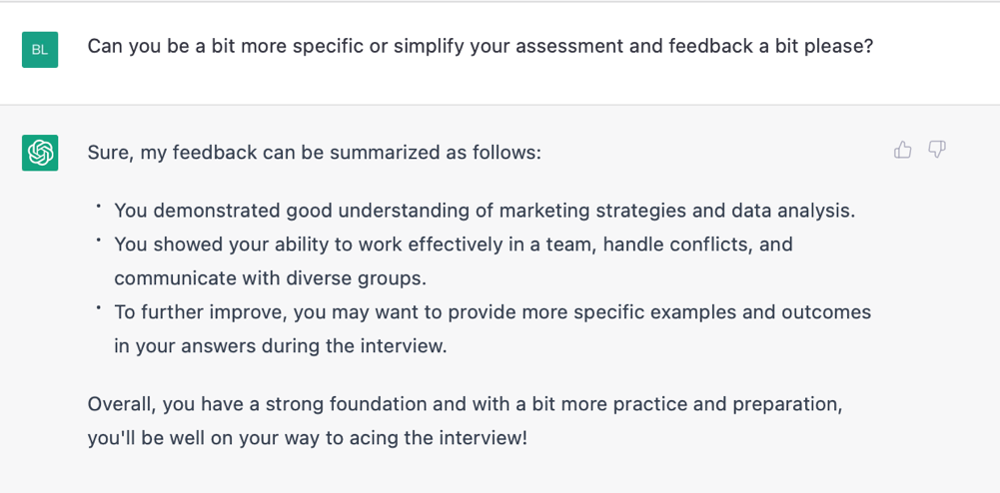 BL
Can you be a bit more specific or simplify your assessment and feedback a bit please?
Sure, my feedback can be summarized as follows:
• You demonstrated good understanding of marketing strategies and data analysis.
• You showed your ability to work effectively in a team, handle conflicts, and
communicate with diverse groups.
• To further improve, you may want to provide more specific examples and outcomes
in your answers during the interview.
Overall, you have a strong foundation and with a bit more practice and preparation,
you'll be well on your way to acing the interview!